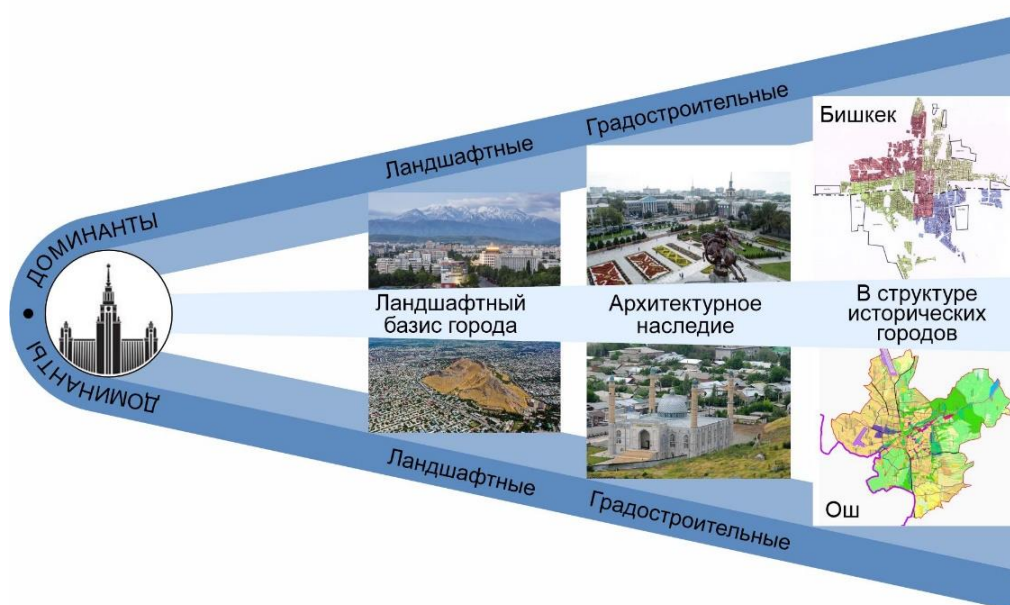 ДОМИНАНТЫ
Ландшафтные
Градостроительные
Бишкек
Ландшафтный
базис города
Архитектурное
наследие
В структуре
исторических
городов
ДОМИНАНТЫ
Ландшафтные
Градостроительные
Ош